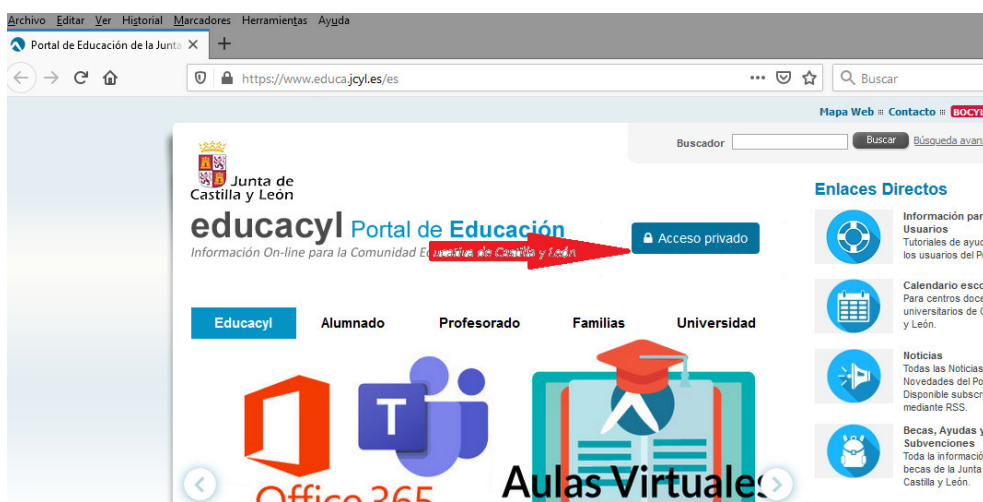 Archivo Editar Ver Historial Marcadores Herramientas Ayuda
Portal de Educación de la Junta
https://www.educa.jcyl.es/es
Buscar
Mapa Web Contacto BOCYL
Buscador Buscar Búsqueda
Junta de
Castilla y León
educacyl Portal de Educación
Información On-line para la Comunidad Educativa de Castilla y León
Acceso privado
Educacyl Alumnado Profesorado Familias Universidad
T
Office 365
Aulas Virtuales
Enlaces Directos
Información par
Usuarios
Tutoriales de ayud
los usuarios del P
Calendario esco
Para centros doce
universitarios de C
y León.
Noticias
Todas las Noticias
Novedades del Po
Disponible subscri
mediante RSS.
Becas, Ayudas y
Subvenciones
Toda la informació
becas de la Junta
Castilla y León.